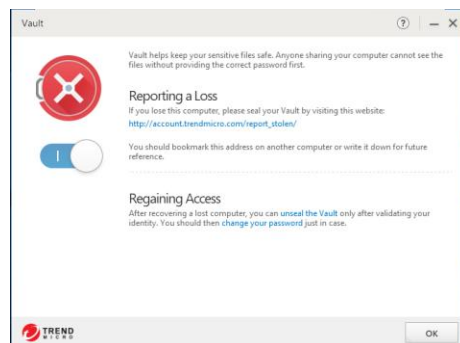 Vault
?
Vault helps keep your sensitive files safe. Anyone sharing your computer cannot see the
files without providing the correct password first.
Reporting a Loss
If you lose this computer, please seal your Vault by visiting this website:
http://account.trendmicro.com/report_stolen/
You should bookmark this address on another computer or write it down for future
reference.
Regaining Access
After recovering a lost computer, you can unseal the Vault only after validating your
identity. You should then change your password just in case.
TREND
MICRO
OK